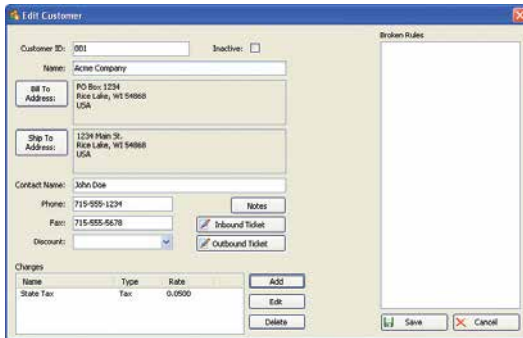 Edit Customer
Broken Rules
Customer ID: 001 Inactive:
Name: Acme Company
Bill To Address: PO Box 1234
Rice Lake, WI 54868
USA
Ship To Address: 1234 Main St.
Rice Lake, WI 54868
USA
Contact Name: John Doe
Phone: 715-555-1234 Notes
Fax: 715-555-5678 Inbound Ticket
Discount: Outbound Ticket
Charges
Name Type Rate Add
State Tax Tax 0.0500
Edit
Delete Save Cancel